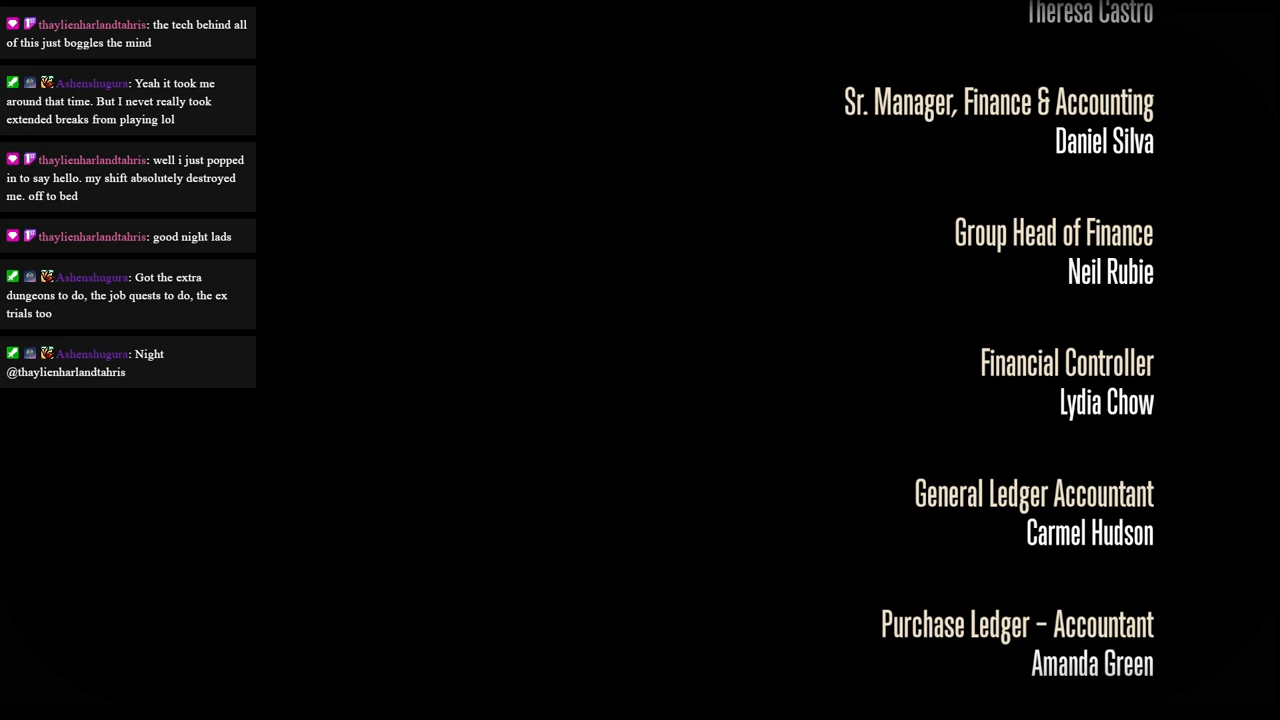 thaylienharlandtahris: the tech behind all
of this just boggles the mind
Ashenshugura: Yeah it took me
around that time. But I nevet really took
extended breaks from playing lol
thaylienharlandtahris: well i just popped
in to say hello. my shift absolutely destroyed
me. off to bed
thaylienharlandtahris: good night lads
Ashenshugura: Got the extra
dungeons to do, the job quests to do, the ex
trials too
Ashenshugura: Night
@thaylienharlandtahris
Theresa Castro
Sr. Manager, Finance & Accounting
Daniel Silva
Group Head of Finance
Neil Rubie
Financial Controller
Lydia Chow
General Ledger Accountant
Carmel Hudson
Purchase Ledger – Accountant
Amanda Green